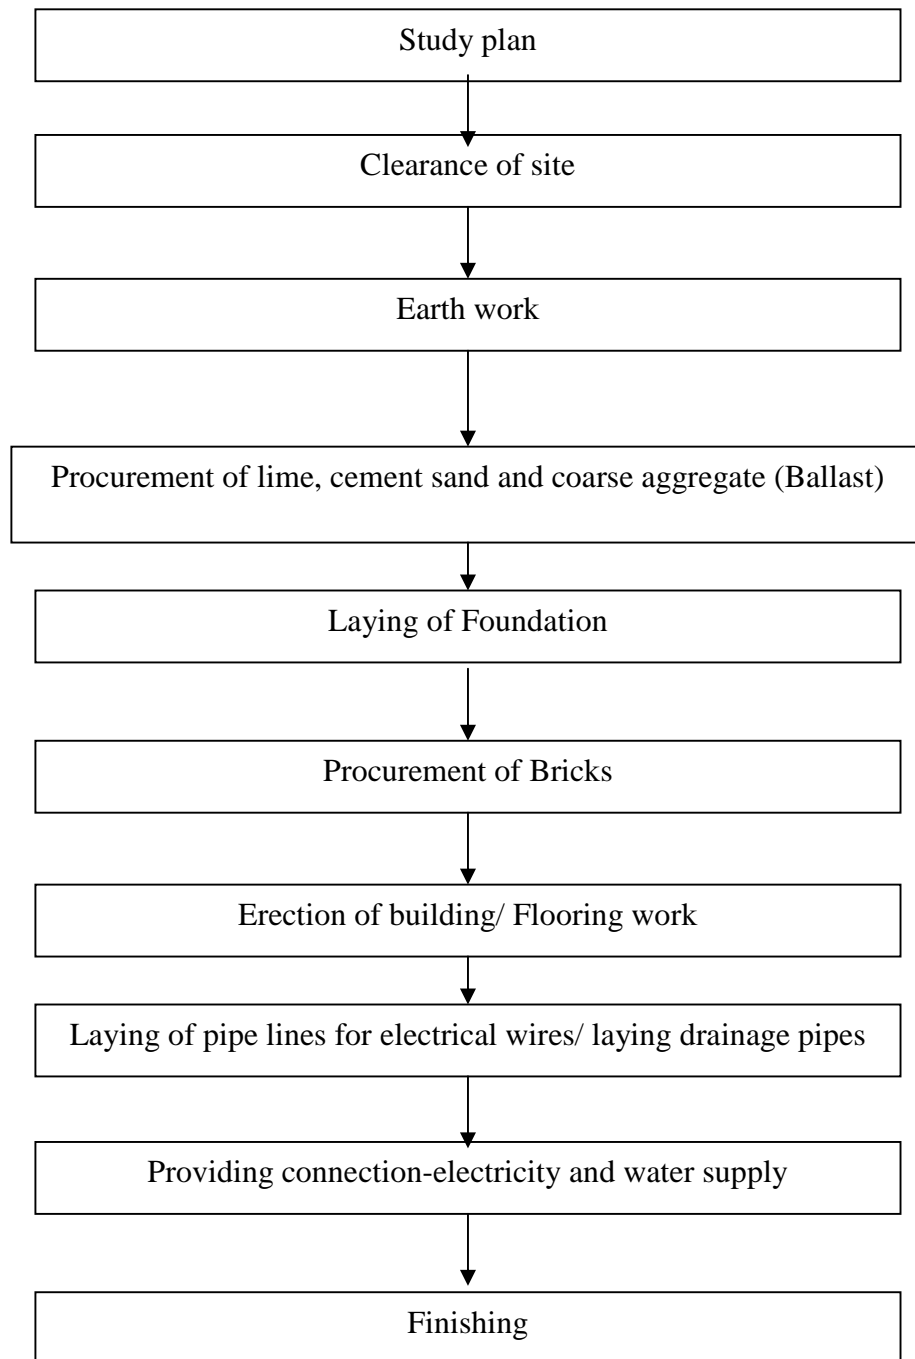 Study plan
Clearance of site
Earth work
Procurement of lime, cement sand and coarse aggregate (Ballast)
Laying of Foundation
Procurement of Bricks
Erection of building/ Flooring work
Laying of pipe lines for electrical wires/ laying drainage pipes
Providing connection-electricity and water supply
Finishing